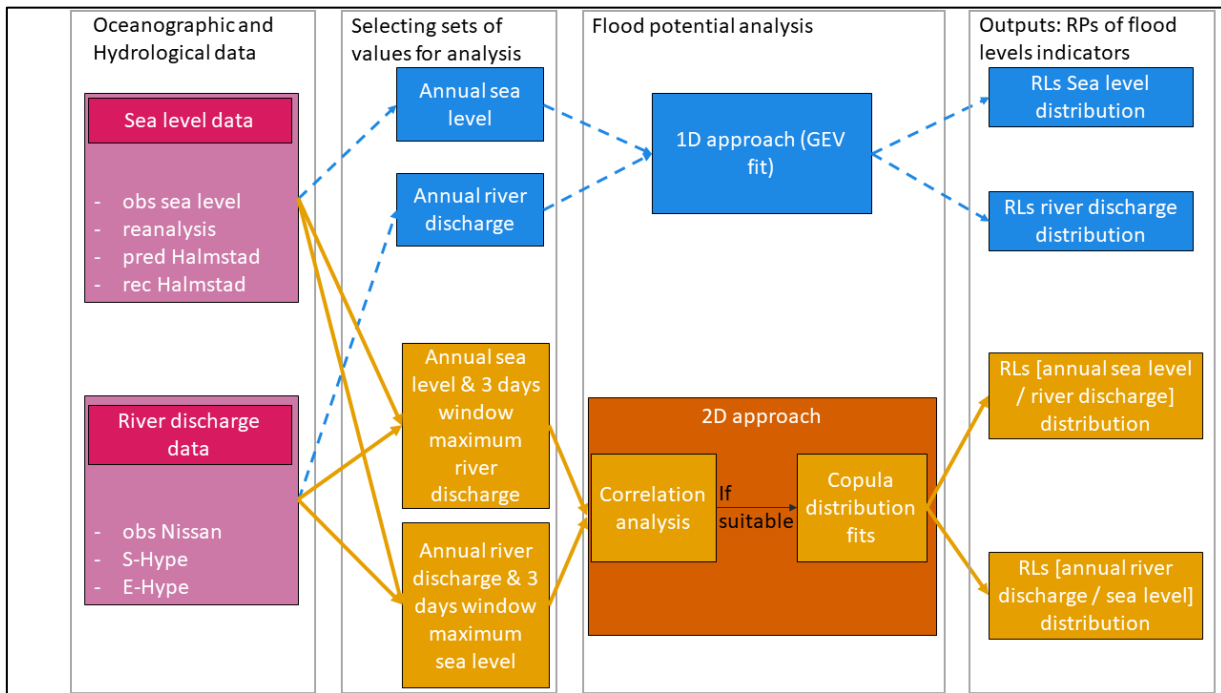 Oceanographic and
Hydrological data
Sea level data
- obs sea level
- reanalysis
- pred Halmstad
- rec Halmstad
River discharge
data
- obs Nissan
- S-Hype
- E-Hype
Selecting sets of
values for analysis
Annual sea
level
Annual river
discharge
Annual sea
level & 3 days
window
maximum
river
discharge
Annual river
discharge & 3
days window
maximum
sea level
Flood potential analysis
1D approach (GEV
fit)
2D approach
Correlation
analysis
If
suitable
Copula
distribution
fits
Outputs: RPs of flood
levels indicators
RLs Sea level
distribution
RLs river discharge
distribution
RLs [annual sea level
/ river discharge]
distribution
RLs [annual river
discharge / sea level]
distribution